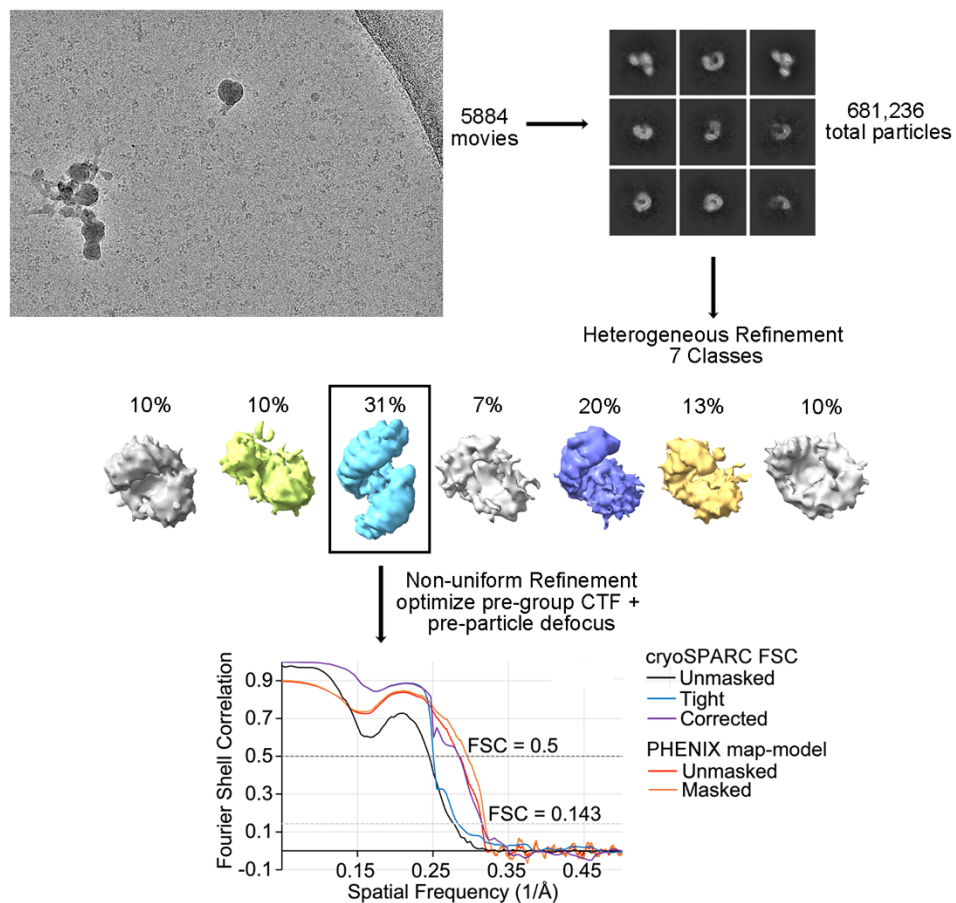 5884
movies
681,236
total particles
Heterogeneous Refinement
7 Classes
10%
10%
31%
7%
20%
13%
10%
Non-uniform Refinement
optimize pre-group CTF +
pre-particle defocus
cryoSPARC FSC
Unmasked
Tight
Corrected
PHENIX map-model
Unmasked
Masked
Fourier Shell Correlation
0.9
0.7
0.5
0.3
0.1
-0.1
FSC = 0.5
FSC = 0.143
0.15
0.25
0.35
0.45
Spatial Frequency (1/Å)